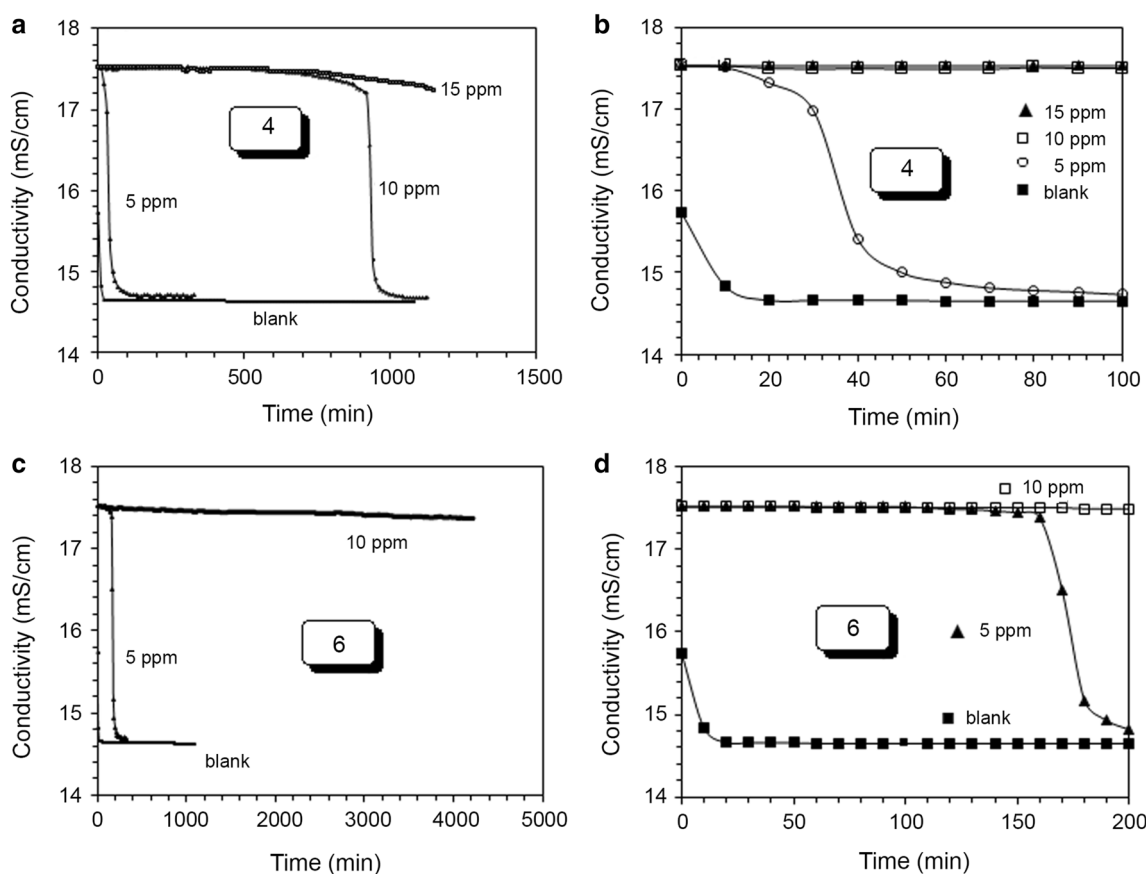 a
18
17
16
15
14
Conductivity (mS/cm)
4
15 ppm
10 ppm
5 ppm
blank
0
500
1000
1500
Time (min)
b
18
17
16
15
14
Conductivity (mS/cm)
15 ppm
10 ppm
5 ppm
blank
4
0
20
40
60
80
100
Time (min)
c
18
17
16
15
14
Conductivity (mS/cm)
10 ppm
6
5 ppm
blank
0
1000
2000
3000
4000
5000
Time (min)
d
18
17
16
15
14
Conductivity (mS/cm)
10 ppm
6
5 ppm
blank
0
50
100
150
200
Time (min)